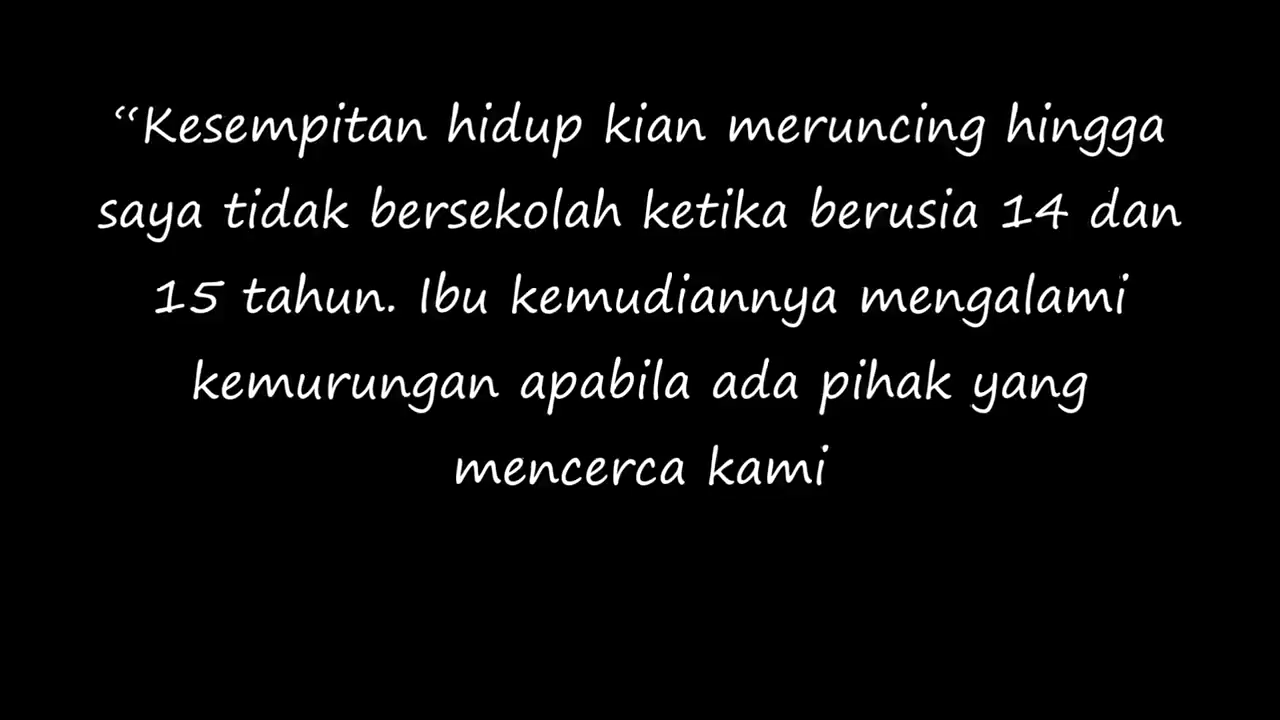 “Kesempitan hidup kian meruncing hingga
saya tidak bersekolah ketika berusia 14 dan
15 tahun. Ibu kemudiannya mengalami
kemurungan apabila ada pihak yang
mencerca kami